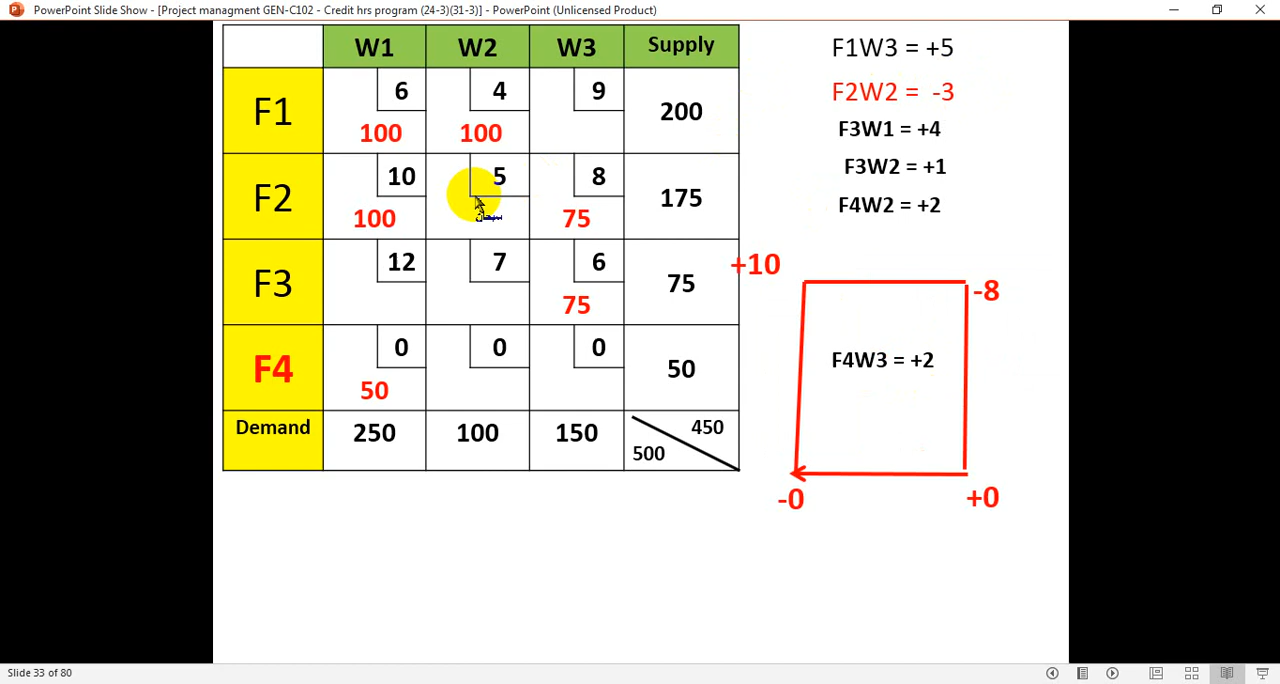 PowerPoint Slide Show - [Project managment GEN-C102 - Credit hrs program (24-3)(31-3)] - PowerPoint (Unlicensed Product)
W1 W2 W3 Supply
F1 6 4 9 200
100 100
F2 10 5 8 175
100 75
F3 12 7 6 75
75
F4 0 0 0 50
50
Demand 250 100 150 450
500
F1W3 = +5
F2W2 = -3
F3W1 = +4
F3W2 = +1
F4W2 = +2
+10
-8
F4W3 = +2
-0 +0
Slide 33 of 80